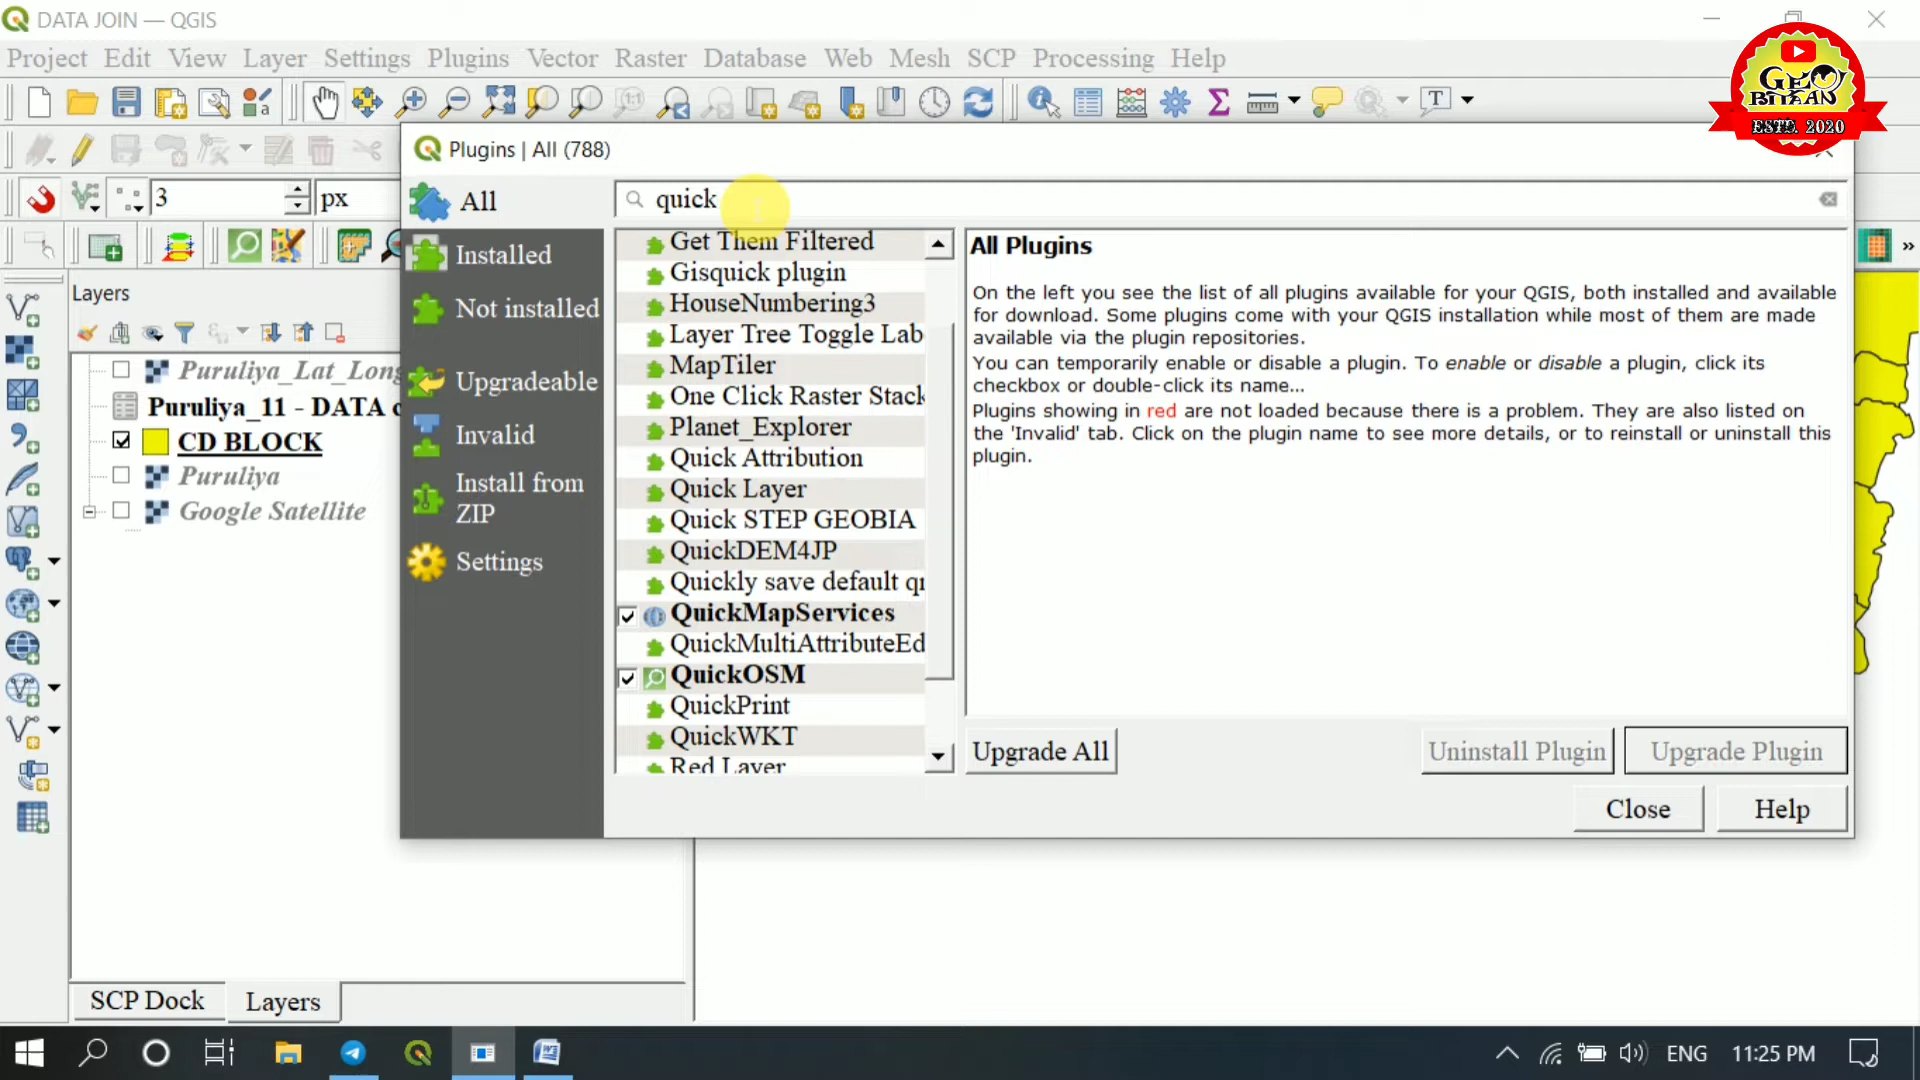 DATA JOIN — QGIS
Project Edit View Layer Settings Plugins Vector Raster Database Web Mesh SCP Processing Help
GEO
BITAAN
ESTD. 2020
Plugins | All (788)
3 px
All
quick
Installed
Not installed
Upgradeable
Invalid
Install from
ZIP
Settings
Layers
Puruliya_Lat_Long
Puruliya_11 - DATA
CD BLOCK
Puruliya
Google Satellite
Get Them Filtered
Gisquick plugin
HouseNumbering3
Layer Tree Toggle Lab
MapTiler
One Click Raster Stack
Planet_Explorer
Quick Attribution
Quick Layer
Quick STEP GEOBIA
QuickDEM4JP
Quickly save default
QuickMapServices
QuickMultiAttributeEd
QuickOSM
QuickPrint
QuickWKT
Red Layer
All Plugins
On the left you see the list of all plugins available for your QGIS, both installed and available
for download. Some plugins come with your QGIS installation while most of them are made
available via the plugin repositories.
You can temporarily enable or disable a plugin. To enable or disable a plugin, click its
checkbox or double-click its name...
Plugins showing in red are not loaded because there is a problem. They are also listed on
the 'Invalid' tab. Click on the plugin name to see more details, or to reinstall or uninstall this
plugin.
Upgrade All Uninstall Plugin Upgrade Plugin
Close Help
SCP Dock Layers
ENG 11:25 PM